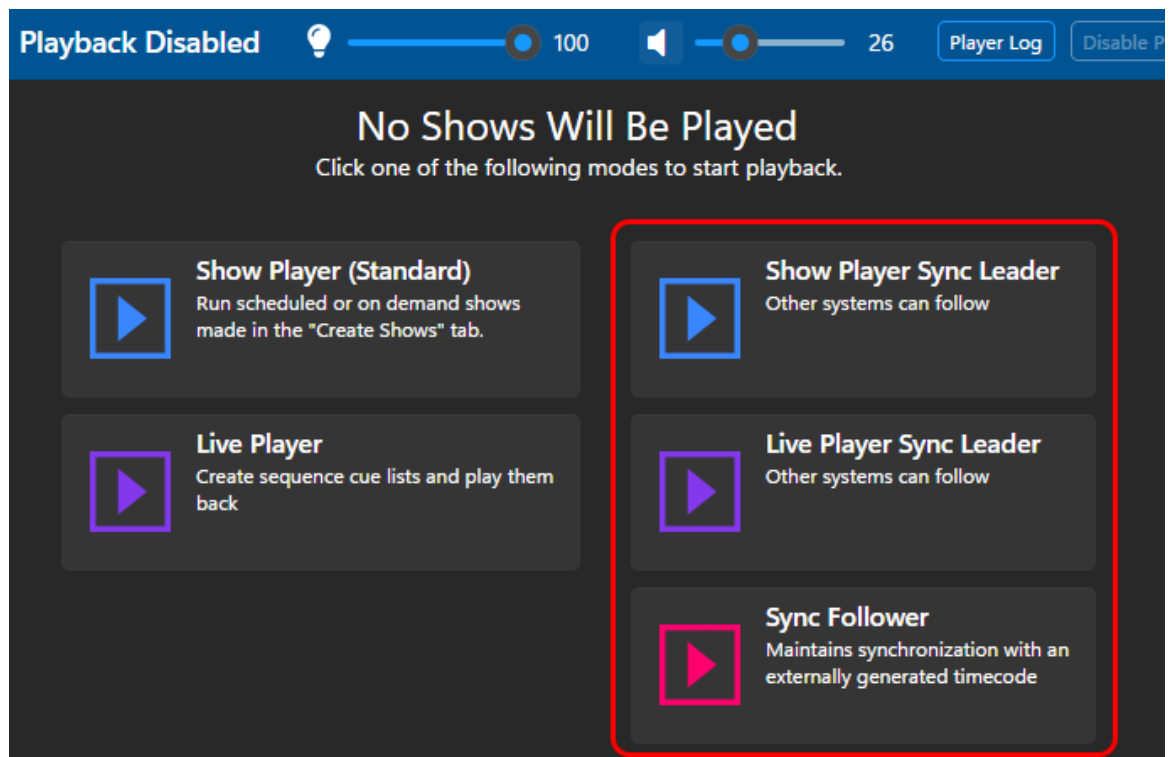 Playback Disabled
100
26
Player Log
Disable P
No Shows Will Be Played
Click one of the following modes to start playback.
Show Player (Standard)
Run scheduled or on demand shows
made in the "Create Shows" tab.
Show Player Sync Leader
Other systems can follow
Live Player
Create sequence cue lists and play them
back
Live Player Sync Leader
Other systems can follow
Sync Follower
Maintains synchronization with an
externally generated timecode